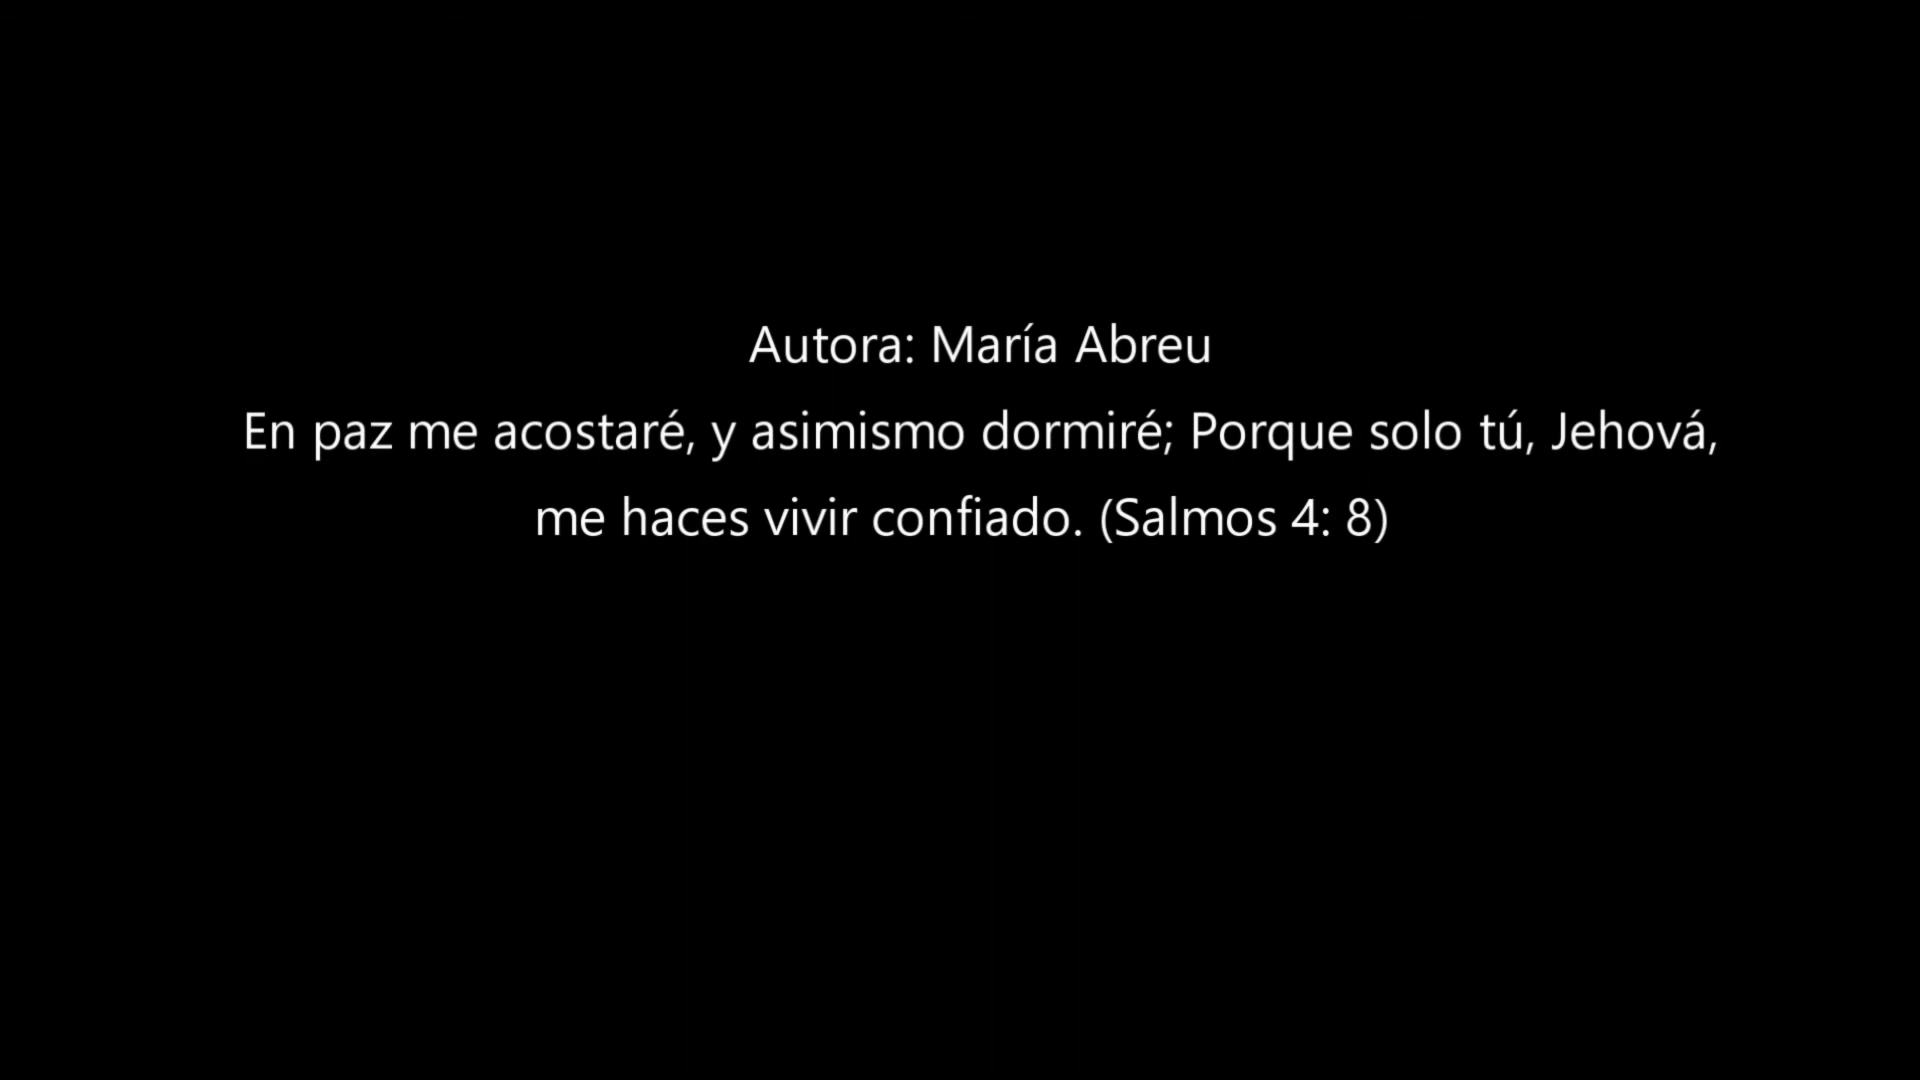 Autora: María Abreu
En paz me acostaré, y asimismo dormiré; Porque solo tú, Jehová,
me haces vivir confiado. (Salmos 4: 8)